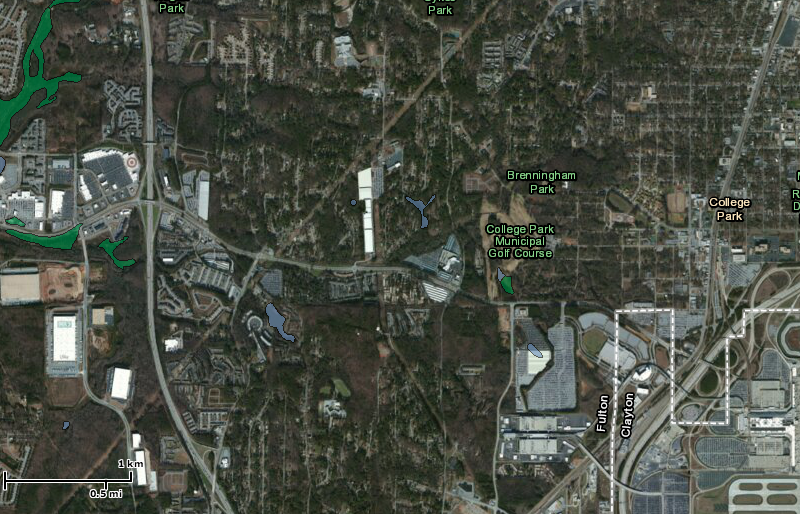 Park
Park
Brenningham
Park
College
Park
College Park
Municipal
Golf Course
Fulton
Clayton
1 km
0.5 mi